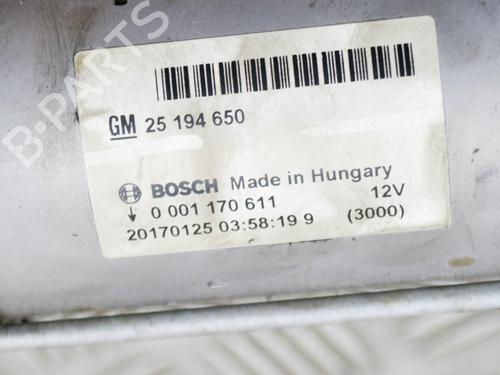 GM 25 194 650
BOSCH Made in Hungary
0 001 170 611 12V
20170125 03:58:19 9 (3000)
B-PARTS